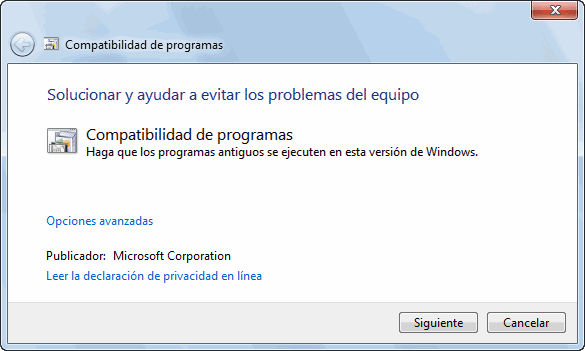 Compatibilidad de programas
Solucionar y ayudar a evitar los problemas del equipo
Compatibilidad de programas
Haga que los programas antiguos se ejecuten en esta versión de Windows.
Opciones avanzadas
Publicador: Microsoft Corporation
Leer la declaración de privacidad en línea
Siguiente
Cancelar